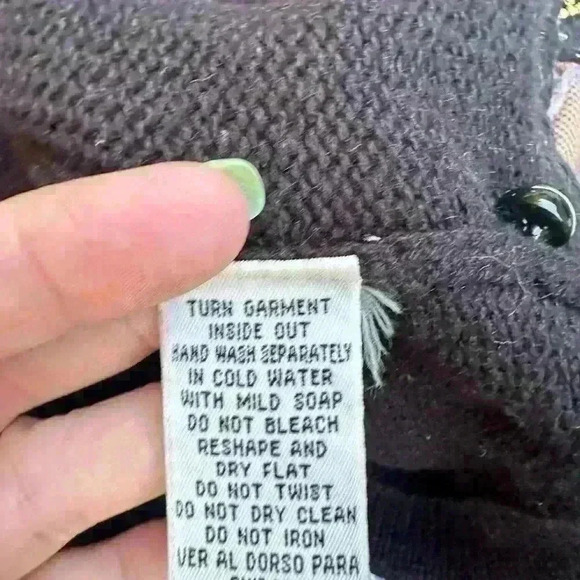 TURN GARMENT
INSIDE OUT
HAND WASH SEPARATELY
IN COLD WATER
WITH MILD SOAP
DO NOT BLEACH
RESHAPE AND
DRY FLAT
DO NOT TWIST
DO NOT DRY CLEAN
DO NOT IRON
VER AL DORSO PARA